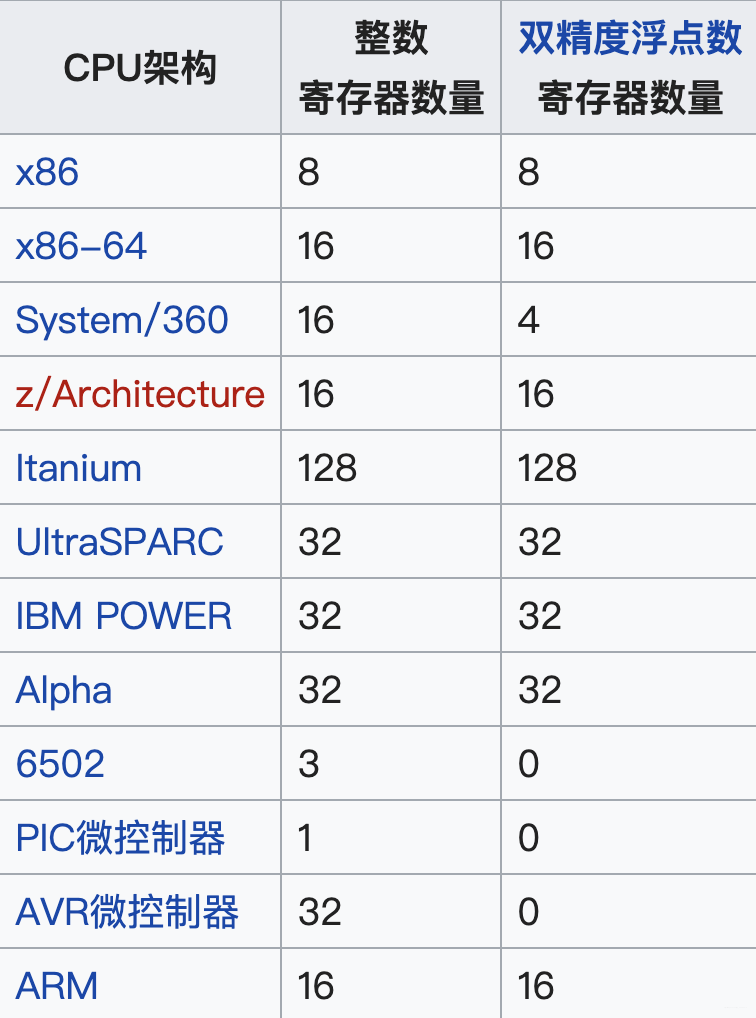 CPU架构
整数
寄存器数量
双精度浮点数
寄存器数量
x86
8
8
x86-64
16
16
System/360
16
4
z/Architecture
16
16
Itanium
128
128
UltraSPARC
32
32
IBM POWER
32
32
Alpha
32
32
6502
3
0
PIC微控制器
1
0
AVR微控制器
32
0
ARM
16
16